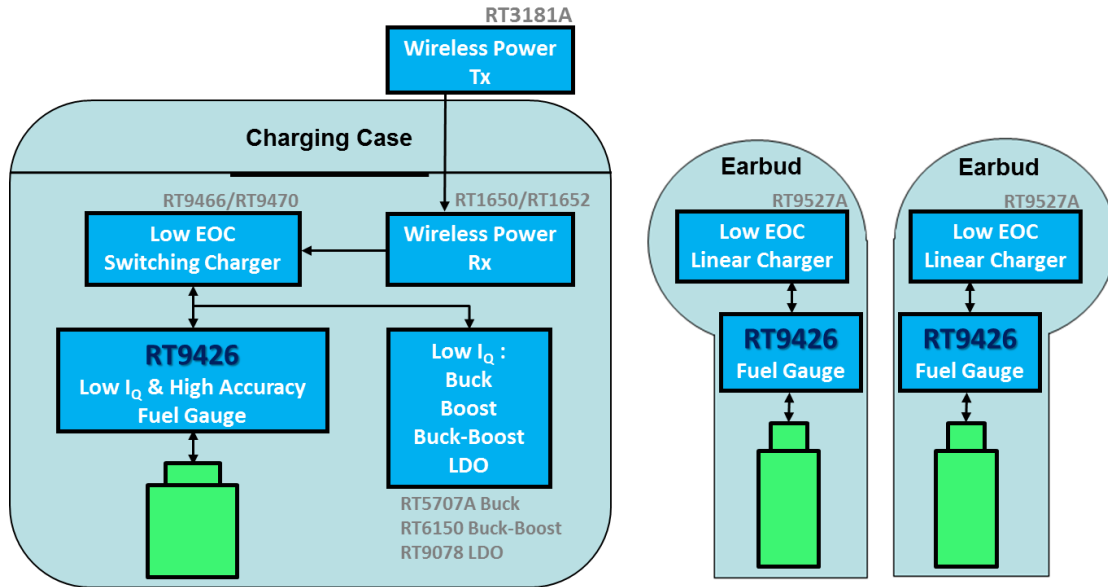 RT3181A
Wireless Power
Tx
Charging Case
RT9466/RT9470
Low EOC
Switching Charger
RT1650/RT1652
Wireless Power
Rx
RT9426
Low IQ & High Accuracy
Fuel Gauge
Low IQ :
Buck
Boost
Buck-Boost
LDO
RT5707A Buck
RT6150 Buck-Boost
RT9078 LDO
Earbud
RT9527A
Low EOC
Linear Charger
RT9426
Fuel Gauge
Earbud
RT9527A
Low EOC
Linear Charger
RT9426
Fuel Gauge